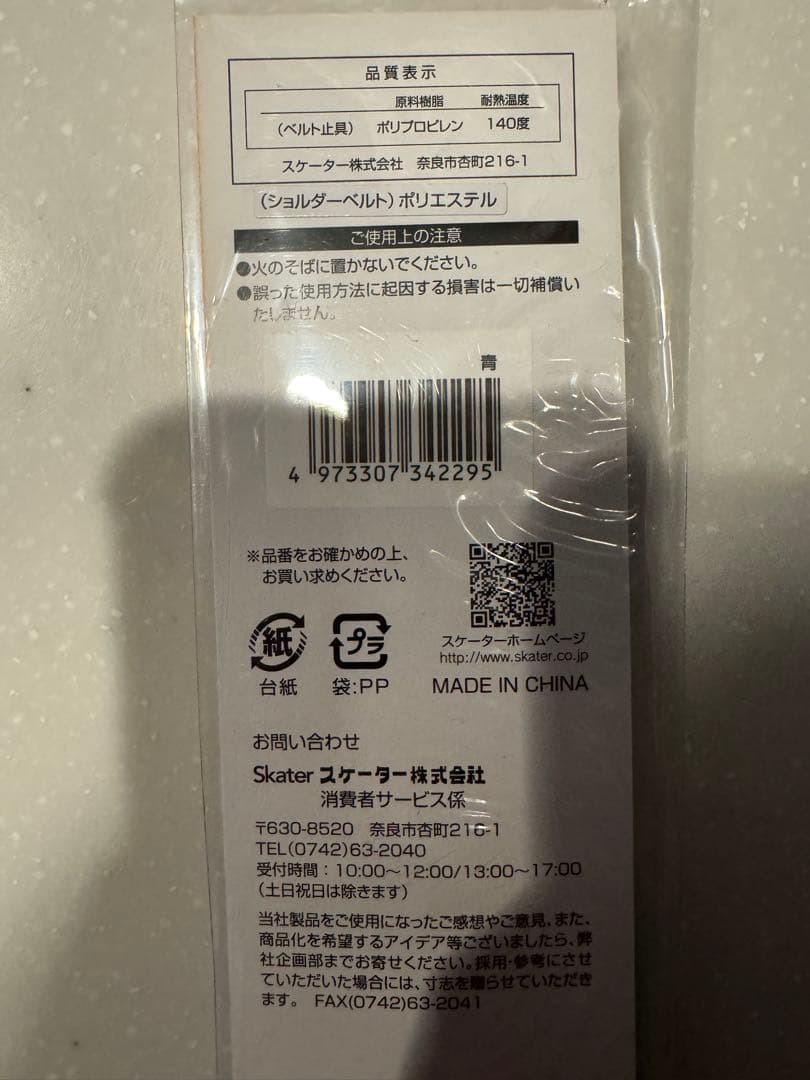 品質表示
原料樹脂 耐熱温度
(ベルト止具) ポリプロピレン 140度
スケーター株式会社 奈良市杏町216-1
(ショルダーベルト)ポリエステル
ご使用上の注意
●火のそばに置かないでください。
●誤った使用方法に起因する損害は一切補償い
たしません。
青
4 973307 342295
※品番をお確かめの上、
お買い求めください。
スケーターホームページ
http://www.skater.co.jp
紙 プラ
台紙 袋:PP MADE IN CHINA
お問い合わせ
Skater スケーター株式会社
消費者サービス係
〒630-8520 奈良市杏町216-1
TEL(0742)63-2040
受付時間:10:00〜12:00/13:00〜17:00
(土日祝日は除きます)
当社製品をご使用になったご感想やご意見、また、
商品化を希望するアイデア等ございましたら、弊
社企画部までお寄せください。採用・参考にさせ
ていただいた場合には、寸志を贈らせていただき
ます。 FAX(0742)63-2041